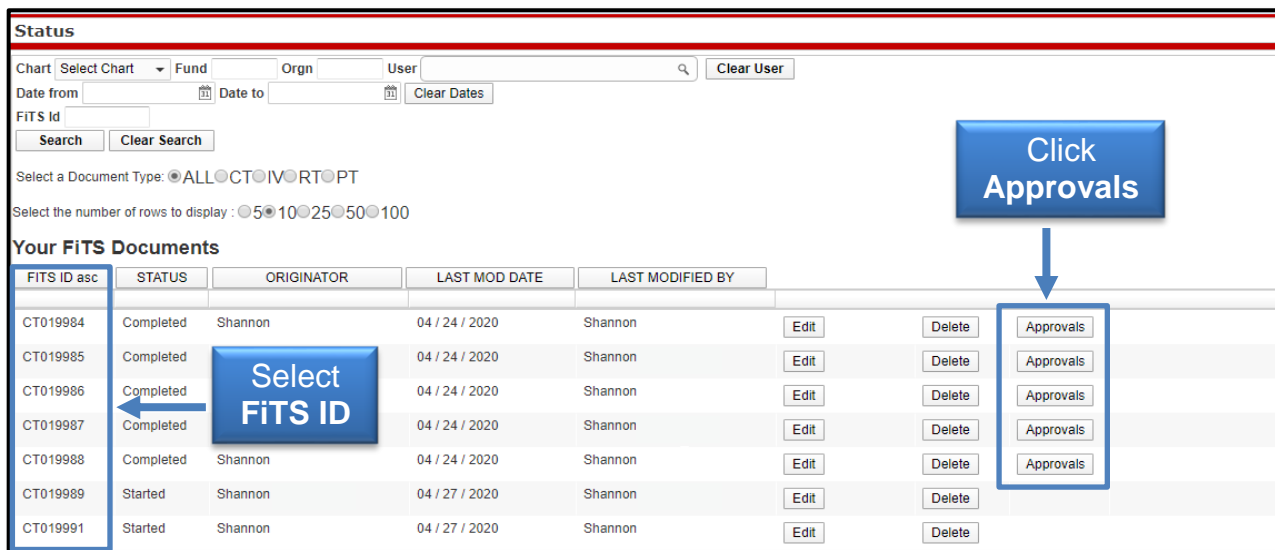 Status
Chart Select Chart Fund Orgn User Clear User
Date from 31 Date to 31 Clear Dates
FiTS Id
Search Clear Search
Click
Approvals
Select a Document Type: ALL CT IV RT PT
Select the number of rows to display : 5 10 25 50 100
Your FiTS Documents
FITS ID asc STATUS ORIGINATOR LAST MOD DATE LAST MODIFIED BY
CT019984 Completed Shannon 04 / 24 / 2020 Shannon Edit Delete Approvals
CT019985 Completed 04 / 24 / 2020 Shannon Edit Delete Approvals
CT019986 Completed 04 / 24 / 2020 Shannon Edit Delete Approvals
Select
FiTS ID
CT019987 Completed 04 / 24 / 2020 Shannon Edit Delete Approvals
CT019988 Completed Shannon 04 / 24 / 2020 Shannon Edit Delete Approvals
CT019989 Started Shannon 04 / 27 / 2020 Shannon Edit Delete
CT019991 Started Shannon 04 / 27 / 2020 Shannon Edit Delete